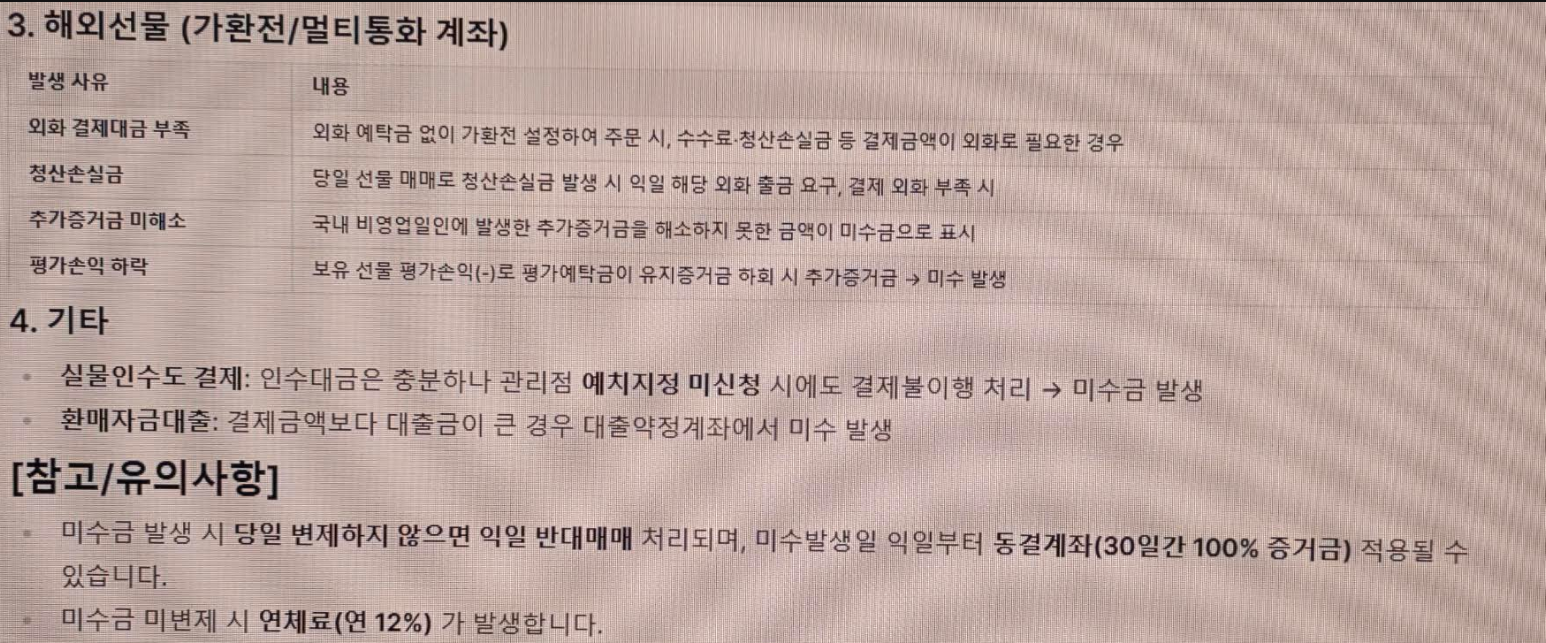 3. 해외선물 (가환전/멀티통화 계좌)
발생 사유 내용
외화 결제대금 부족 외화 예탁금 없이 가환전 설정하여 주문 시, 수수료·청산손실금 등 결제금액이 외화로 필요한 경우
청산손실금 당일 선물 매매로 청산손실금 발생 시 익일 해당 외화 출금 요구, 결제 외화 부족 시
추가증거금 미해소 국내 비영업일인에 발생한 추가증거금을 해소하지 못한 금액이 미수금으로 표시
평가손익 하락 보유 선물 평가손익(-)로 평가예탁금이 유지증거금 하회 시 추가증거금 → 미수 발생
4. 기타
• 실물인수도 결제: 인수대금은 충분하나 관리점 예치지정 미신청 시에도 결제불이행 처리 → 미수금 발생
• 환매자금대출: 결제금액보다 대출금이 큰 경우 대출약정계좌에서 미수 발생
[참고/유의사항]
• 미수금 발생 시 당일 변제하지 않으면 익일 반대매매 처리되며, 미수발생일 익일부터 동결계좌(30일간 100% 증거금) 적용될 수
있습니다.
• 미수금 미변제 시 연체료(연 12%) 가 발생합니다.